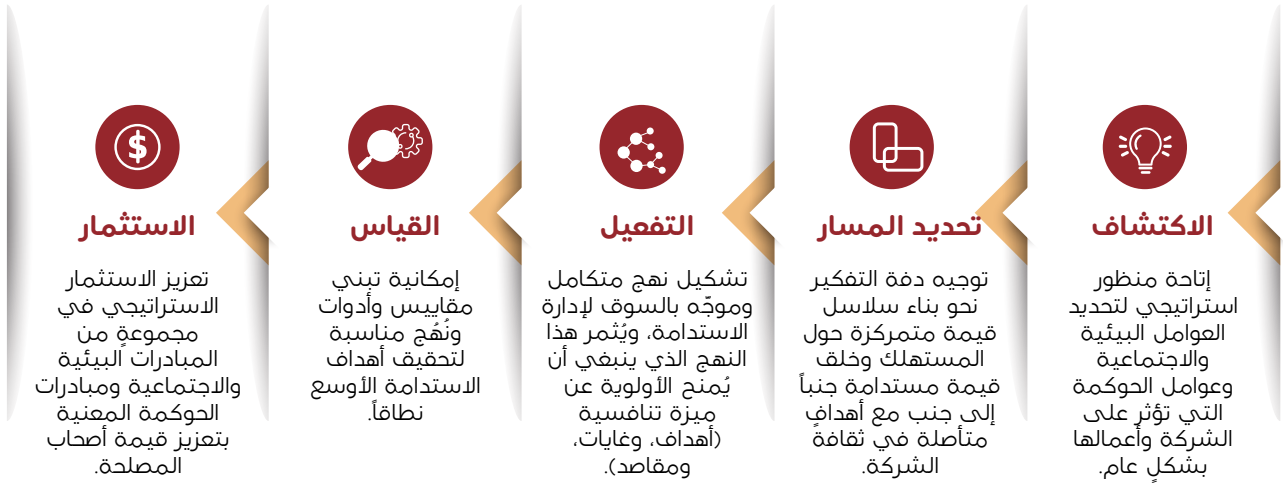 الاكتشاف
إتاحة منظور
استراتيجي لتحديد
العوامل البيئية
والاجتماعية
وعوامل الحوكمة
التي تؤثر على
الشركة وأعمالها
بشكلٍ عام.
تحديد المسار
توجيه دفة التفكير
نحو بناء سلاسل
قيمة متمركزة حول
المستهلك وخلق
قيمة مستدامة جنباً
إلى جنب مع أهدافٍ
متأصلة في ثقافة
الشركة.
التفعيل
تشكيل نهج متكامل
وموجّه بالسوق لإدارة
الاستدامة، ويُثمر هذا
النهج الذي ينبغي أن
يُمنح الأولوية عن
ميزة تنافسية
(أهداف، وغايات،
ومقاصد).
القياس
إمكانية تبني
مقاييس وأدوات
ونُهُج مناسبة
لتحقيق أهداف
الاستدامة الأوسع
نطاقاً.
الاستثمار
تعزيز الاستثمار
الاستراتيجي في
مجموعةٍ من
المبادرات البيئية
والاجتماعية ومبادرات
الحوكمة المعنية
بتعزيز قيمة أصحاب
المصلحة.
$